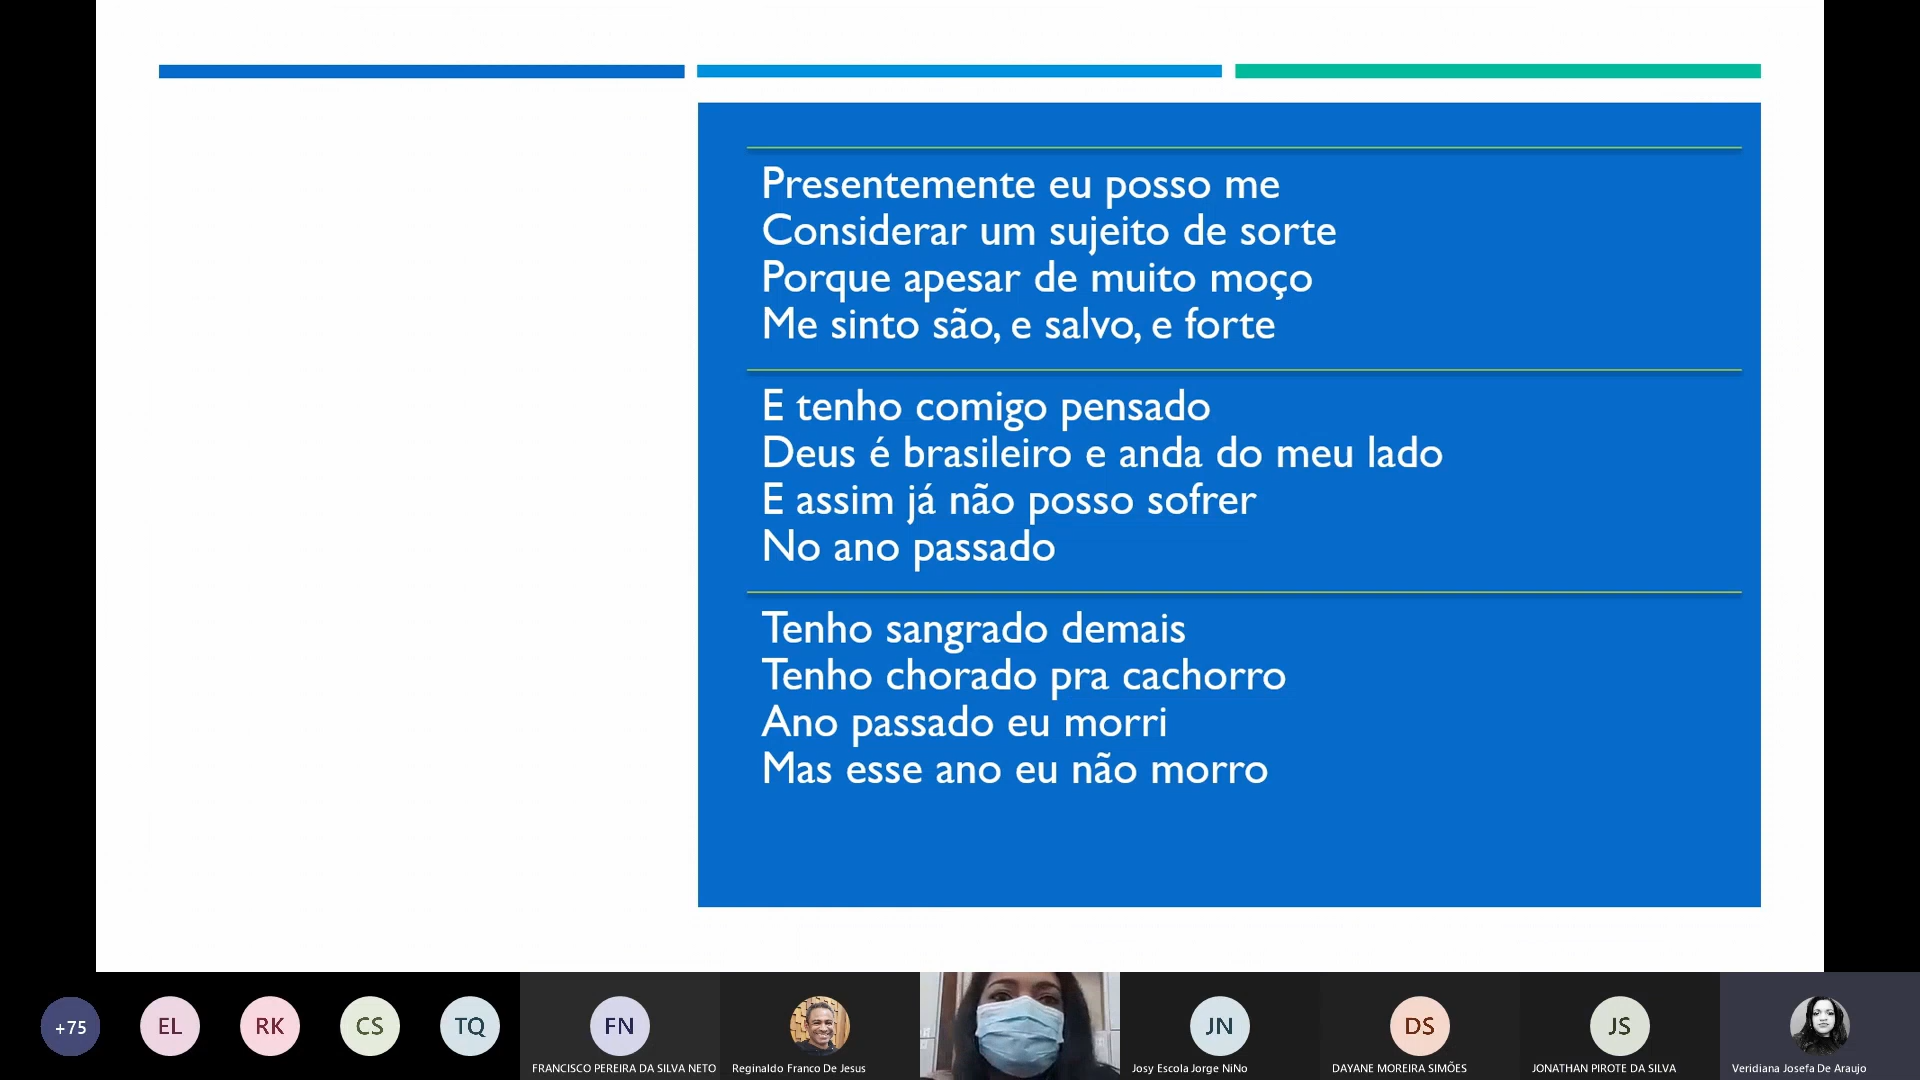 Presentemente eu posso me
Considerar um sujeito de sorte
Porque apesar de muito moço
Me sinto são, e salvo, e forte
E tenho comigo pensado
Deus é brasileiro e anda do meu lado
E assim já não posso sofrer
No ano passado
Tenho sangrado demais
Tenho chorado pra cachorro
Ano passado eu morri
Mas esse ano eu não morro
+75
EL
RK
CS
TQ
FN
FRANCISCO PEREIRA DA SILVA NETO
Reginaldo Franco De Jesus
JN
Josy Escola Jorge NiNo
DS
DAYANE MOREIRA SIMÕES
JS
JONATHAN PIROTE DA SILVA
Veridiana Josefa De Araujo